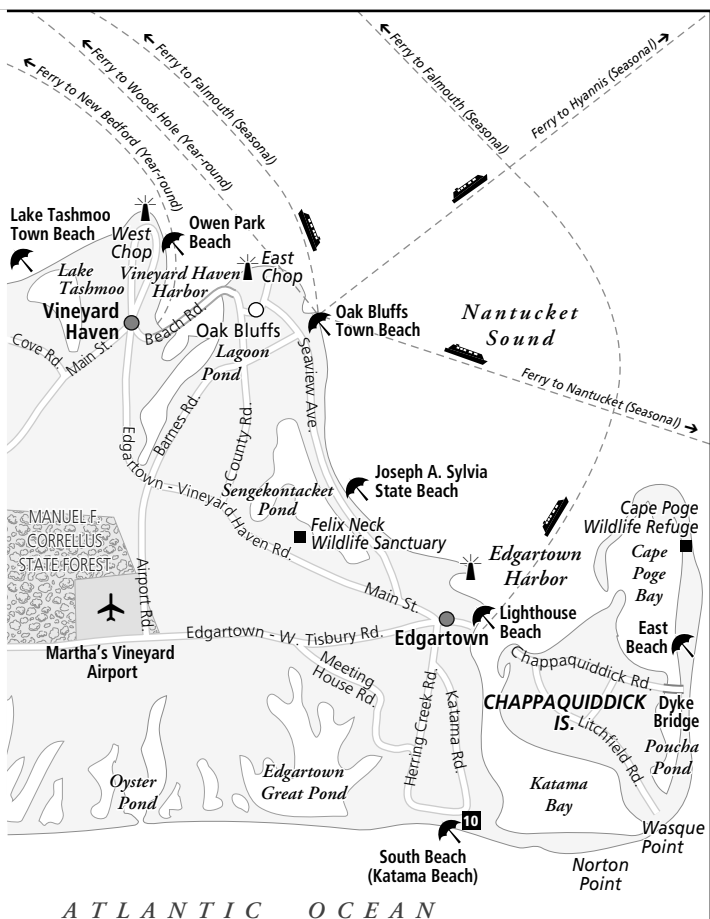 Ferry to New Bedford (Year-round)
Ferry to Woods Hole (Year-round)
Ferry to Falmouth (Seasonal)
Ferry to Falmouth (Seasonal)
Ferry to Hyannis (Seasonal)
Lake Tashmoo
Town Beach
West
Chop
Owen Park
Beach
East
Chop
Lake
Tashmoo
Vineyard Haven
Harbor
Vineyard
Haven
Beach Rd.
Oak Bluffs
Oak Bluffs
Town Beach
Nantucket
Sound
Cove Rd.
Main St.
Lagoon
Pond
Seaview Ave.
Ferry to Nantucket (Seasonal)
Barnes Rd.
County Rd.
Edgartown - Vineyard Haven Rd.
Sengekontacket
Pond
Joseph A. Sylvia
State Beach
Felix Neck
Wildlife Sanctuary
Cape Poge
Wildlife Refuge
MANUEL F.
CORRELLUS
STATE FOREST
Airport Rd.
Edgartown
Harbor
Cape
Poge
Bay
Main St.
Edgartown
Lighthouse
Beach
East
Beach
Martha's Vineyard
Airport
Edgartown - W. Tisbury Rd.
Meeting
House Rd.
Herring Creek Rd.
Katama Rd.
Chappaquiddick Rd.
CHAPPAQUIDDICK
IS.
Dyke
Bridge
Litchfield Rd.
Poucha
Pond
Oyster
Pond
Edgartown
Great Pond
Katama
Bay
10
South Beach
(Katama Beach)
Wasque
Point
Norton
Point
ATLANTIC OCEAN